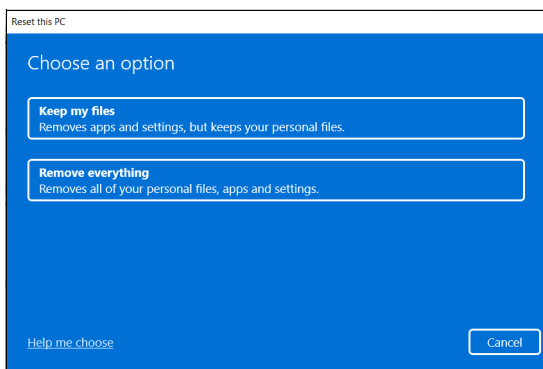 Reset this PC
Choose an option
Keep my files
Removes apps and settings, but keeps your personal files.
Remove everything
Removes all of your personal files, apps and settings.
Help me choose
Cancel